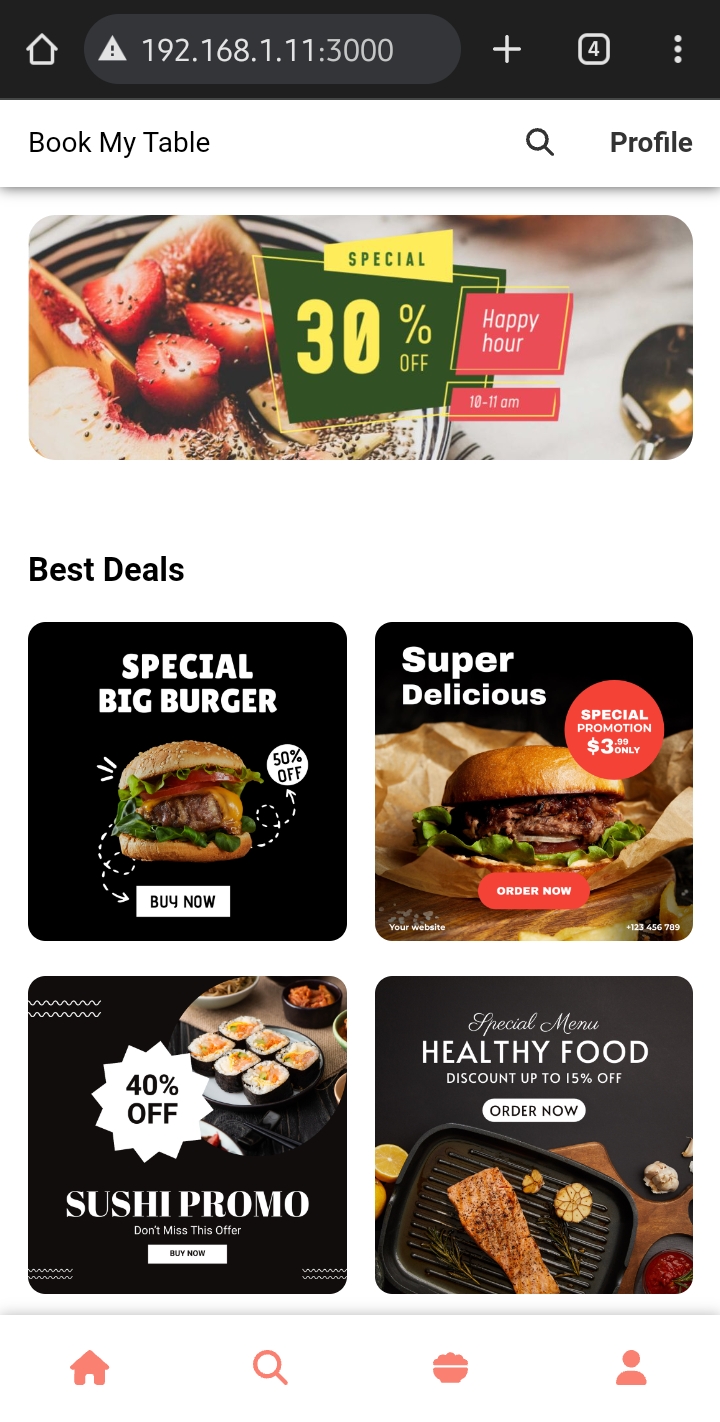 192.168.1.11:3000
4
Book My Table
Profile
SPECIAL
30 % OFF
Happy hour
10-11 am
Best Deals
SPECIAL
BIG BURGER
50%
OFF
BUY NOW
Super
Delicious
SPECIAL
PROMOTION
$3.99 ONLY
ORDER NOW
Your website
+123 456 789
40%
OFF
SUSHI PROMO
Don't Miss This Offer
BUY NOW
Special Menu
HEALTHY FOOD
DISCOUNT UP TO 15% OFF
ORDER NOW